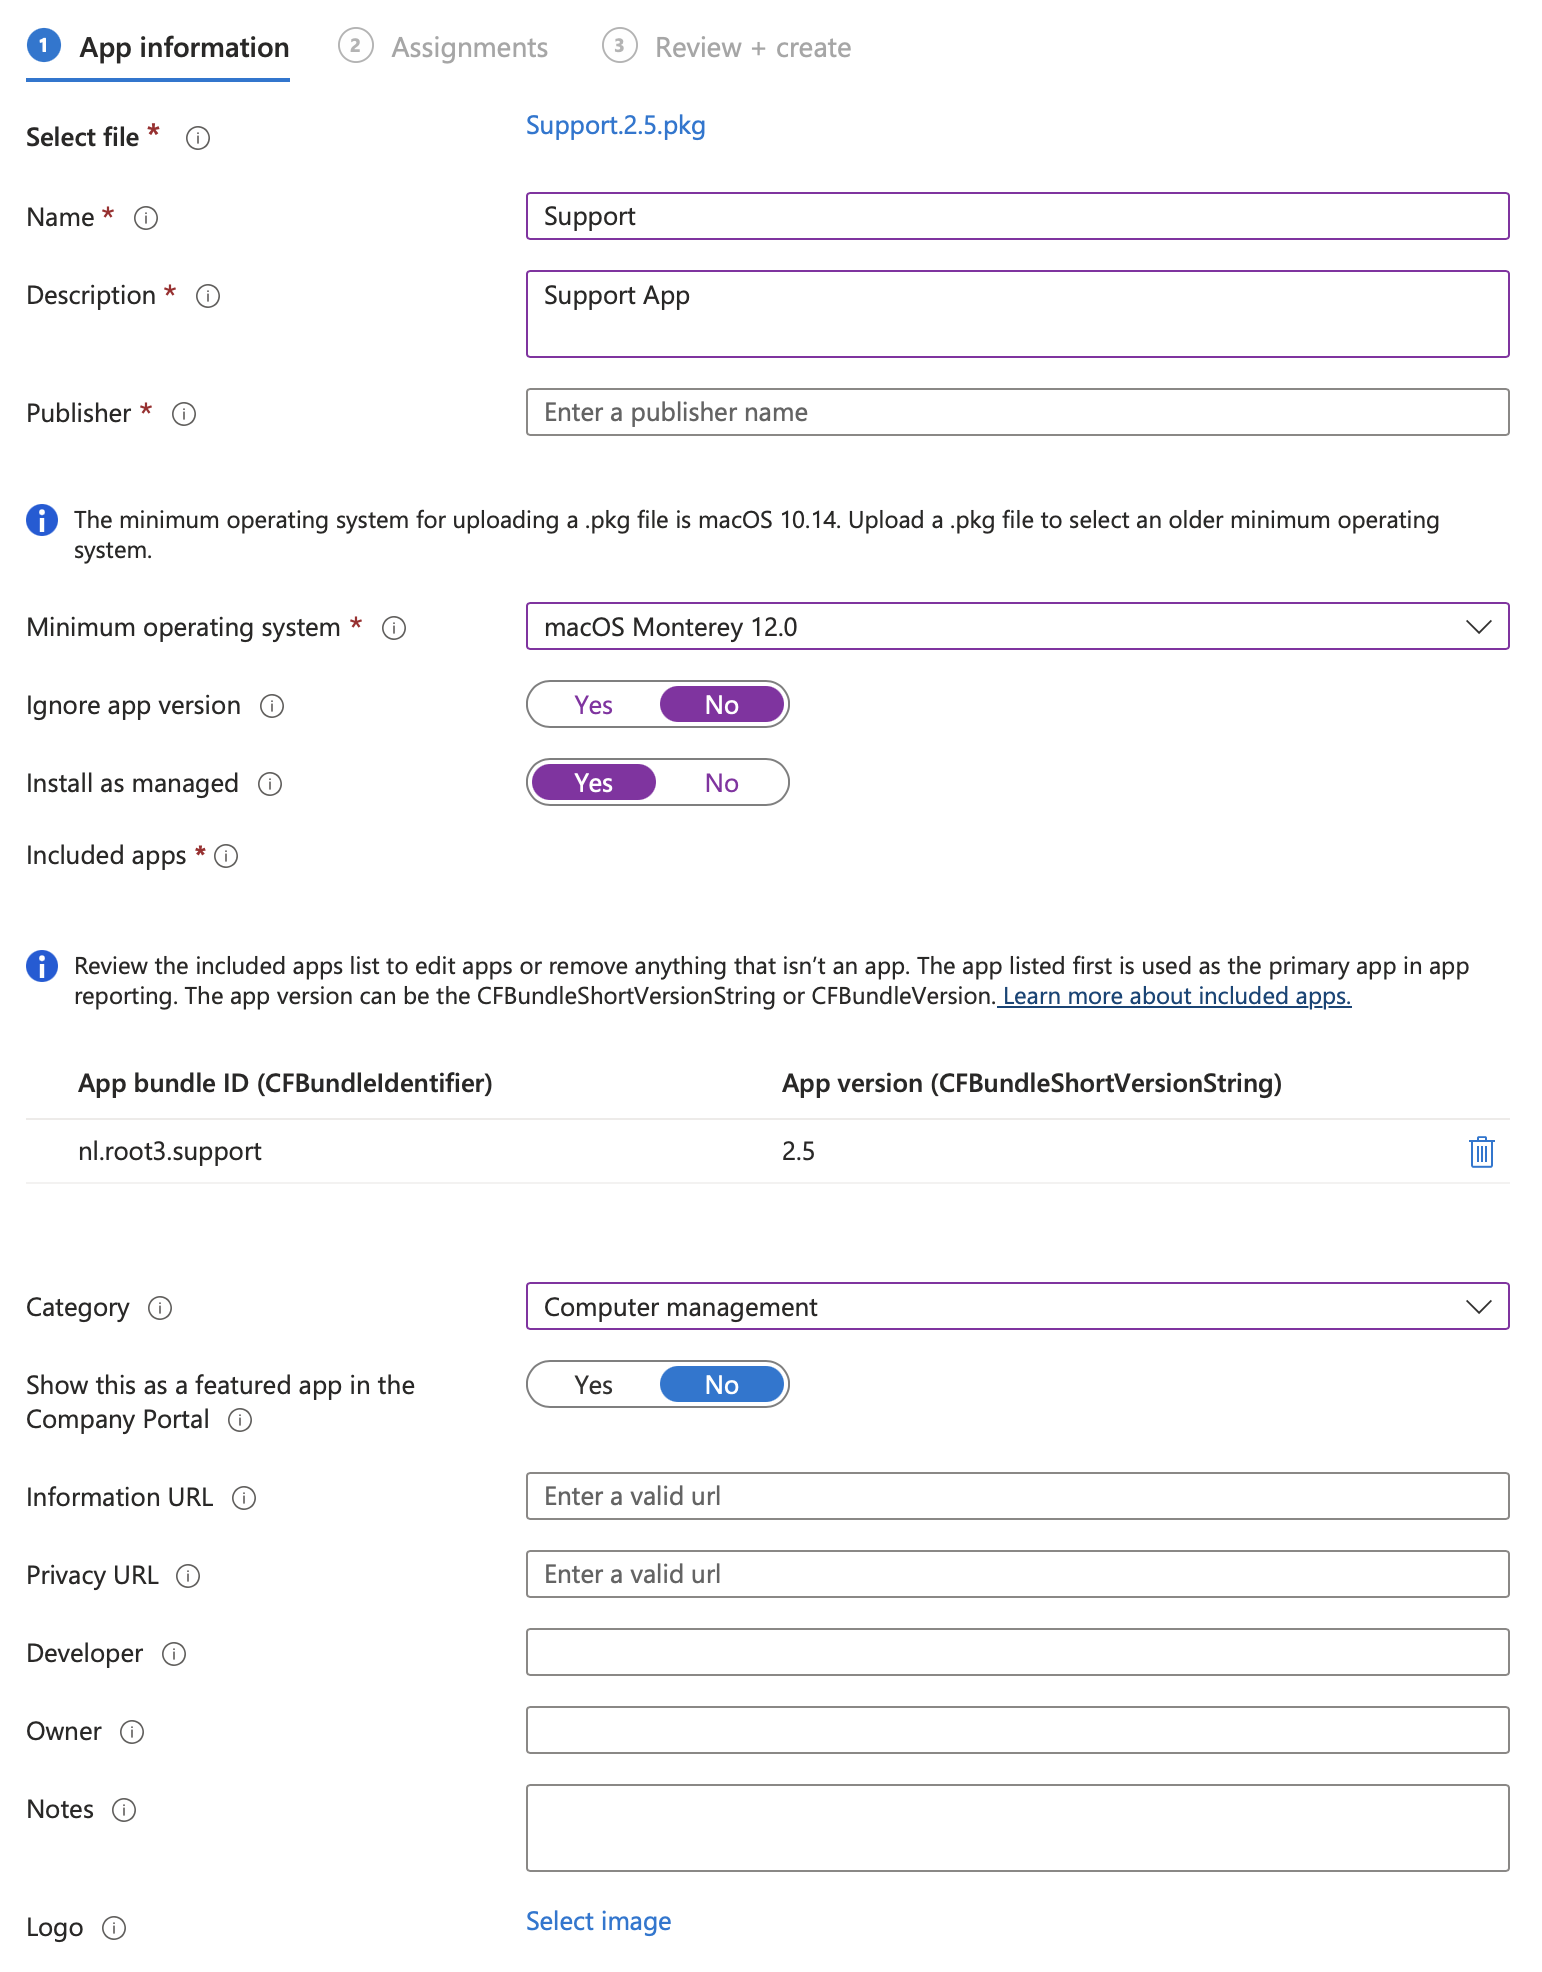 1 App information 2 Assignments 3 Review + create
Select file * Support.2.5.pkg
Name * Support
Description * Support App
Publisher * Enter a publisher name
The minimum operating system for uploading a .pkg file is macOS 10.14. Upload a .pkg file to select an older minimum operating
system.
Minimum operating system * macOS Monterey 12.0
Ignore app version Yes No
Install as managed Yes No
Included apps *
Review the included apps list to edit apps or remove anything that isn’t an app. The app listed first is used as the primary app in app
reporting. The app version can be the CFBundleShortVersionString or CFBundleVersion. Learn more about included apps.
App bundle ID (CFBundleIdentifier) App version (CFBundleShortVersionString)
nl.root3.support 2.5
Category Computer management
Show this as a featured app in the Yes No
Company Portal
Information URL Enter a valid url
Privacy URL Enter a valid url
Developer
Owner
Notes
Logo Select image